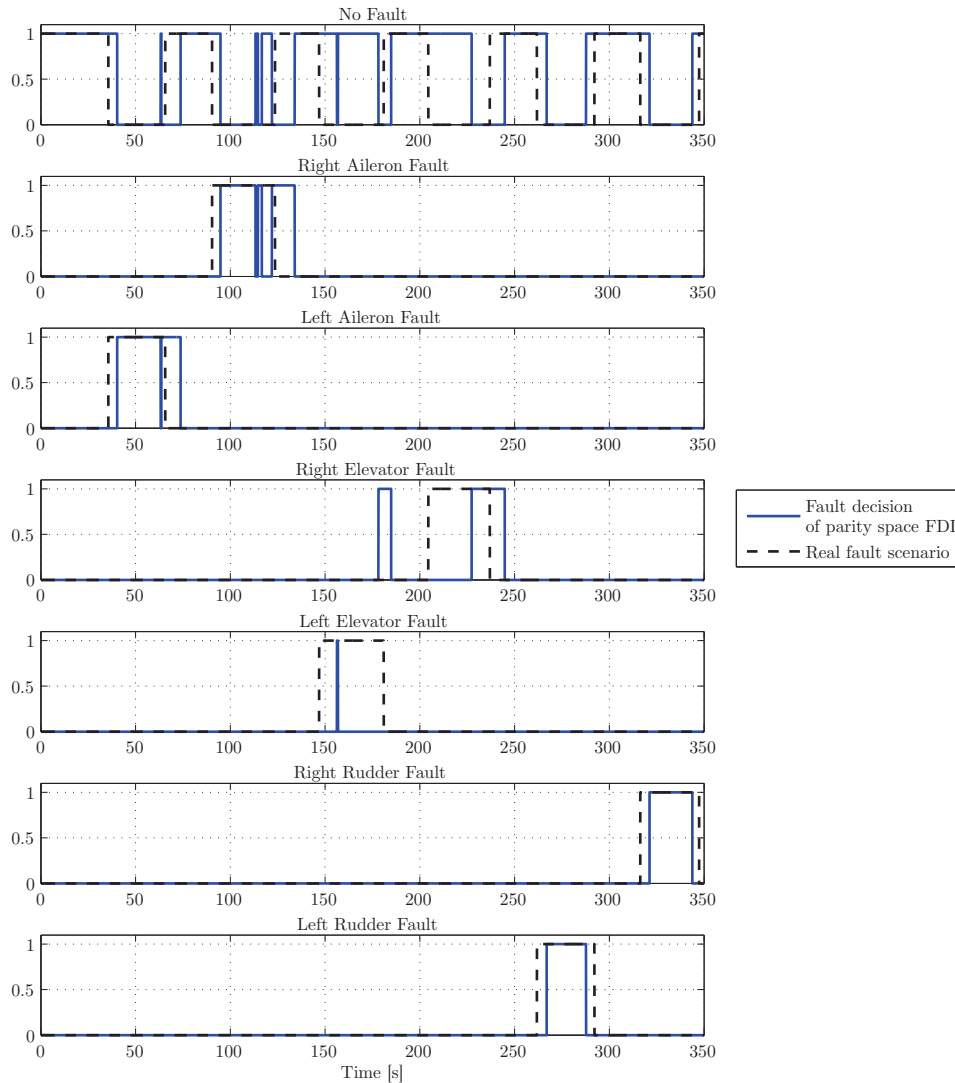 No Fault
1
0.5
0
0 50 100 150 200 250 300 350
Right Aileron Fault
1
0.5
0
0 50 100 150 200 250 300 350
Left Aileron Fault
1
0.5
0
0 50 100 150 200 250 300 350
Right Elevator Fault
1
0.5
0
0 50 100 150 200 250 300 350
Fault decision
of parity space FDI
Real fault scenario
Left Elevator Fault
1
0.5
0
0 50 100 150 200 250 300 350
Right Rudder Fault
1
0.5
0
0 50 100 150 200 250 300 350
Left Rudder Fault
1
0.5
0
0 50 100 150 200 250 300 350
Time [s]